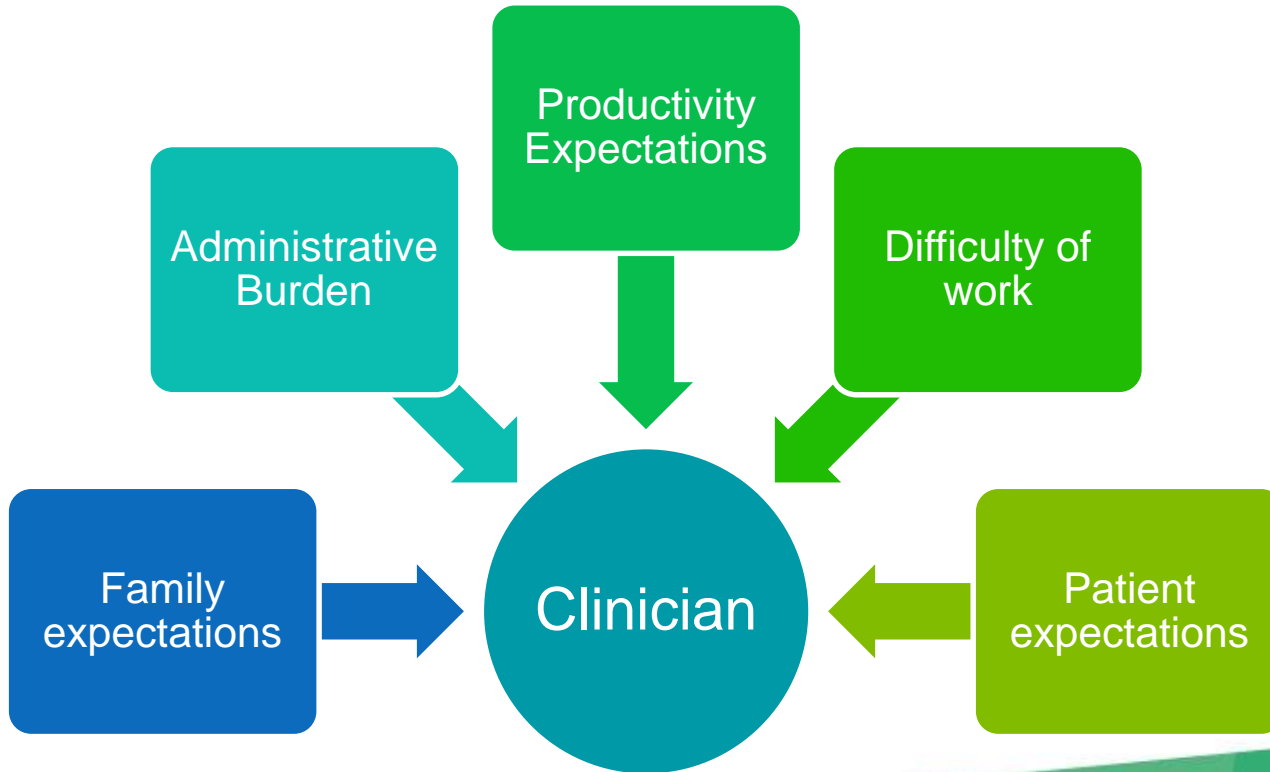 Productivity
Expectations
Administrative
Burden
Difficulty of
work
Family
expectations
Clinician
Patient
expectations